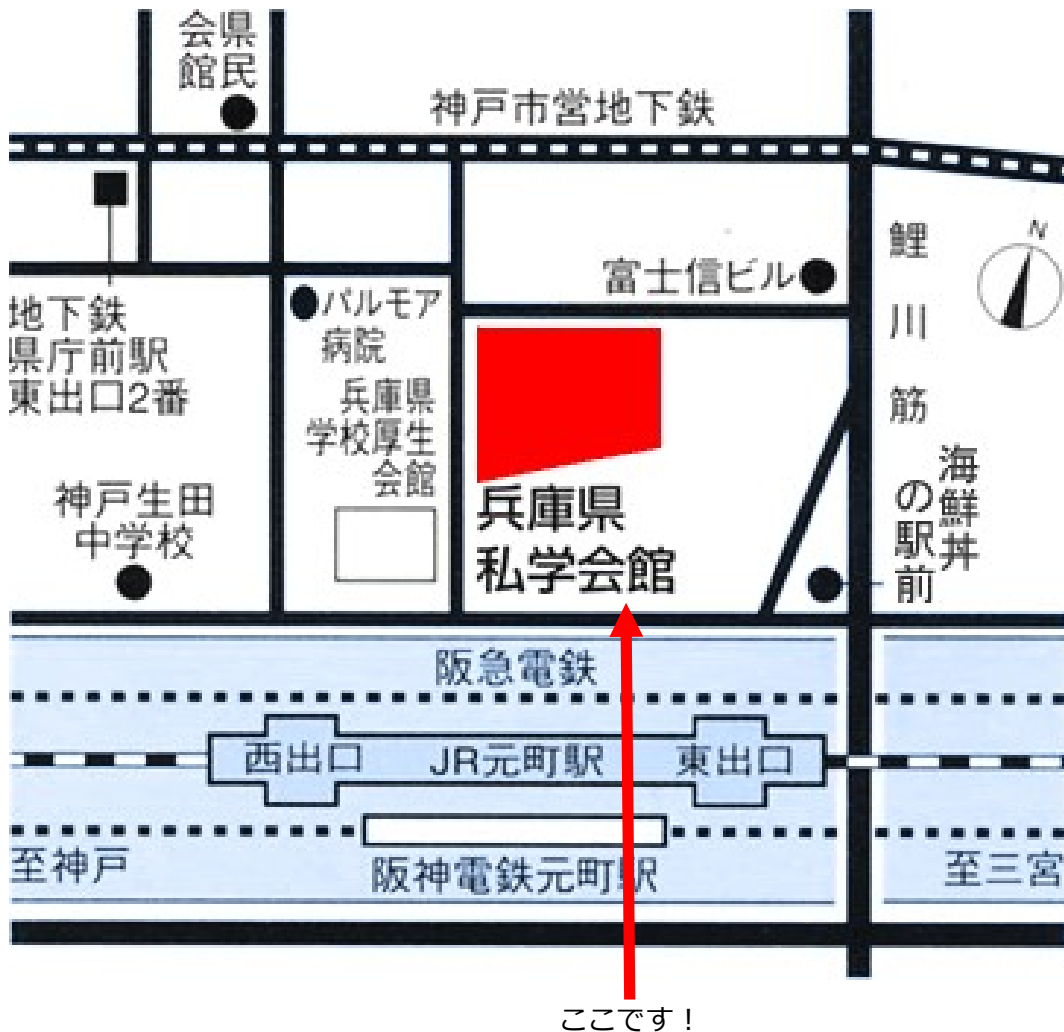 県民
会館
神戸市営地下鉄
地下鉄
県庁前駅
東出口2番
パルモア
病院
兵庫県
学校厚生
会館
富士信ビル
鯉川筋
N
神戸生田
中学校
兵庫県
私学会館
海鮮丼
の駅前
阪急電鉄
西出口
JR元町駅
東出口
至神戸
阪神電鉄元町駅
至三宮
ここです！